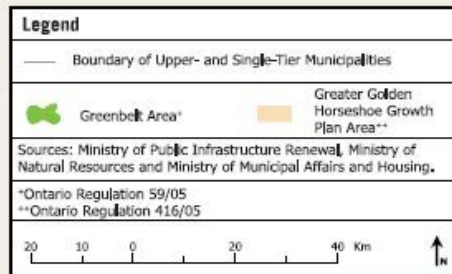 Legend
Boundary of Upper- and Single-Tier Municipalities
Greenbelt Area*
Greater Golden
Horseshoe Growth
Plan Area**
Sources: Ministry of Public Infrastructure Renewal, Ministry of
Natural Resources and Ministry of Municipal Affairs and Housing.
*Ontario Regulation 59/05
**Ontario Regulation 416/05
20 10 0 20 40 Km
N